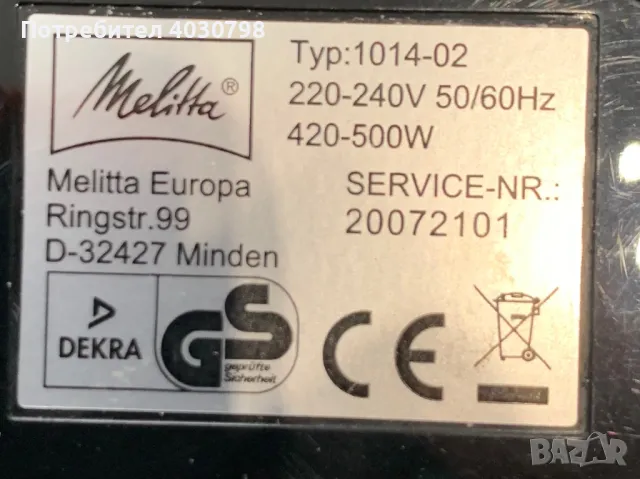 Потребител 4030798
Melitta®
Typ:1014-02
220-240V 50/60Hz
420-500W
Melitta Europa
Ringstr.99
D-32427 Minden
SERVICE-NR.:
20072101
DEKRA
GS
geprüfte
Sicherheit
CE
BAZAR